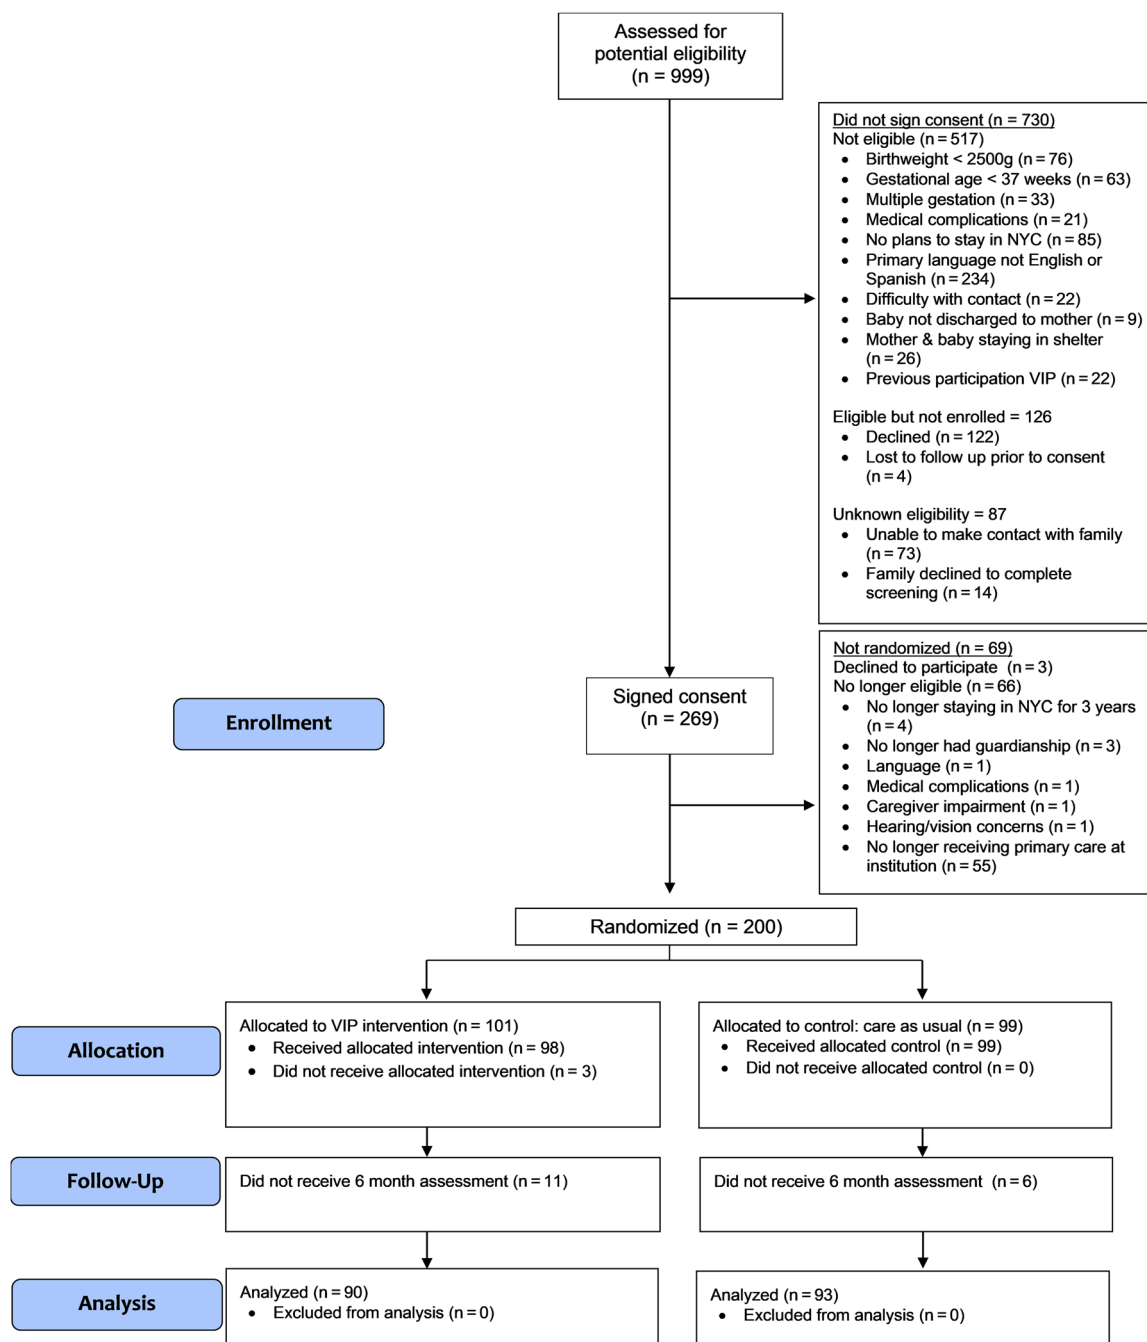 Assessed for
potential eligibility
(n = 999)
Did not sign consent (n = 730)
Not eligible (n = 517)
• Birthweight < 2500g (n = 76)
• Gestational age < 37 weeks (n = 63)
• Multiple gestation (n = 33)
• Medical complications (n = 21)
• No plans to stay in NYC (n = 85)
• Primary language not English or
Spanish (n = 234)
• Difficulty with contact (n = 22)
• Baby not discharged to mother (n = 9)
• Mother & baby staying in shelter
(n = 26)
• Previous participation VIP (n = 22)
Eligible but not enrolled = 126
• Declined (n = 122)
• Lost to follow up prior to consent
(n = 4)
Unknown eligibility = 87
• Unable to make contact with family
(n = 73)
• Family declined to complete
screening (n = 14)
Enrollment
Signed consent
(n = 269)
Not randomized (n = 69)
Declined to participate (n = 3)
No longer eligible (n = 66)
• No longer staying in NYC for 3 years
(n = 4)
• No longer had guardianship (n = 3)
• Language (n = 1)
• Medical complications (n = 1)
• Caregiver impairment (n = 1)
• Hearing/vision concerns (n = 1)
• No longer receiving primary care at
institution (n = 55)
Randomized (n = 200)
Allocation
Allocated to VIP intervention (n = 101)
• Received allocated intervention (n = 98)
• Did not receive allocated intervention (n = 3)
Allocated to control: care as usual (n = 99)
• Received allocated control (n = 99)
• Did not receive allocated control (n = 0)
Follow-Up
Did not receive 6 month assessment (n = 11)
Did not receive 6 month assessment (n = 6)
Analysis
Analyzed (n = 90)
• Excluded from analysis (n = 0)
Analyzed (n = 93)
• Excluded from analysis (n = 0)